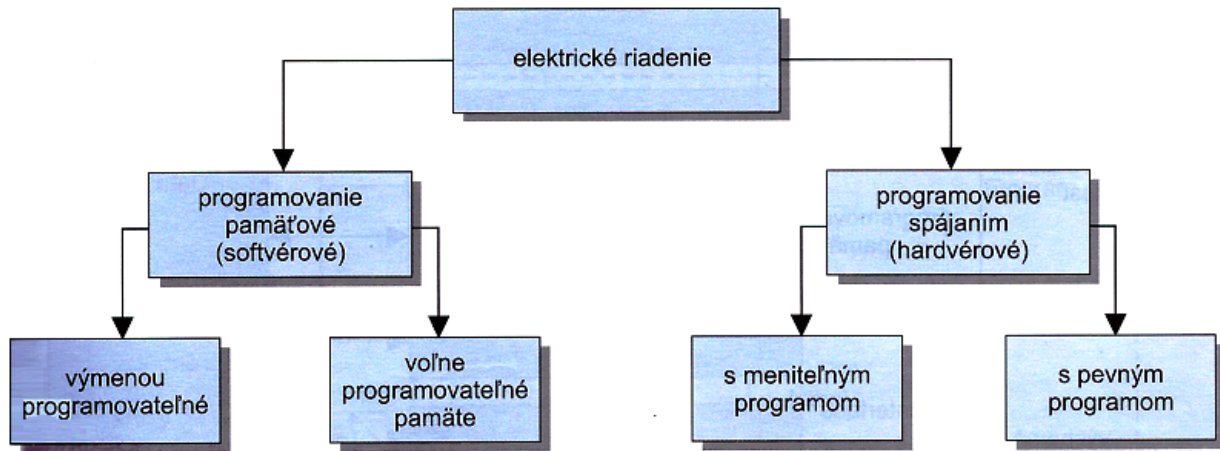 elektrické riadenie
programovanie
pamäťové
(softvérové)
programovanie
spájaním
(hardvérové)
výmenou
programovateľné
voľne
programovateľné
pamäte
s meniteľným
programom
s pevným
programom